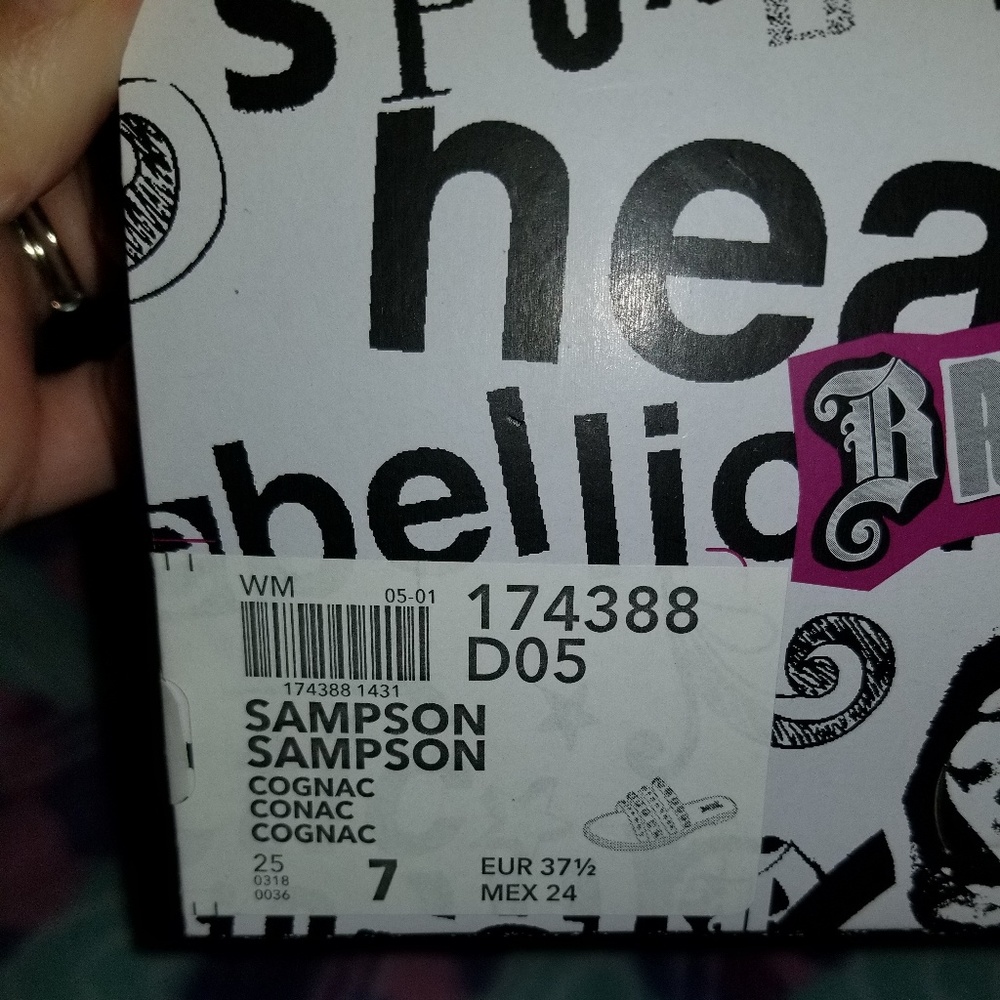 hea
hellio
B
WM
05-01
174388
D05
174388 1431
SAMPSON
SAMPSON
COGNAC
CONAC
COGNAC
25
0318
0036
7
EUR 37½
MEX 24